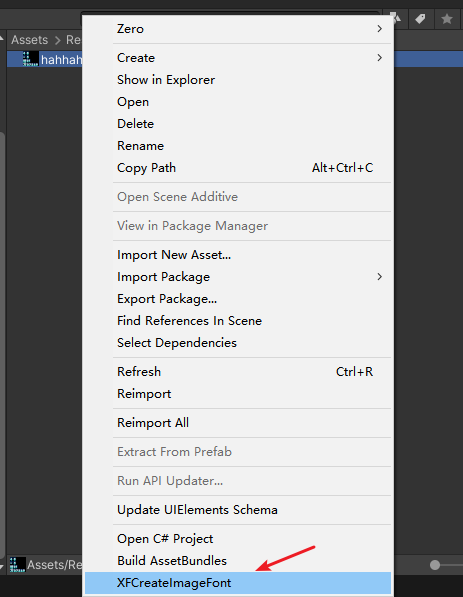 Assets > Re
hahhah
Zero
Create
Show in Explorer
Open
Delete
Rename
Copy Path Alt+Ctrl+C
Open Scene Additive
View in Package Manager
Import New Asset...
Import Package
Export Package...
Find References In Scene
Select Dependencies
Refresh Ctrl+R
Reimport
Reimport All
Extract From Prefab
Run API Updater...
Update UIElements Schema
Open C# Project
Build AssetBundles
Assets/Re
XFCreateImageFont